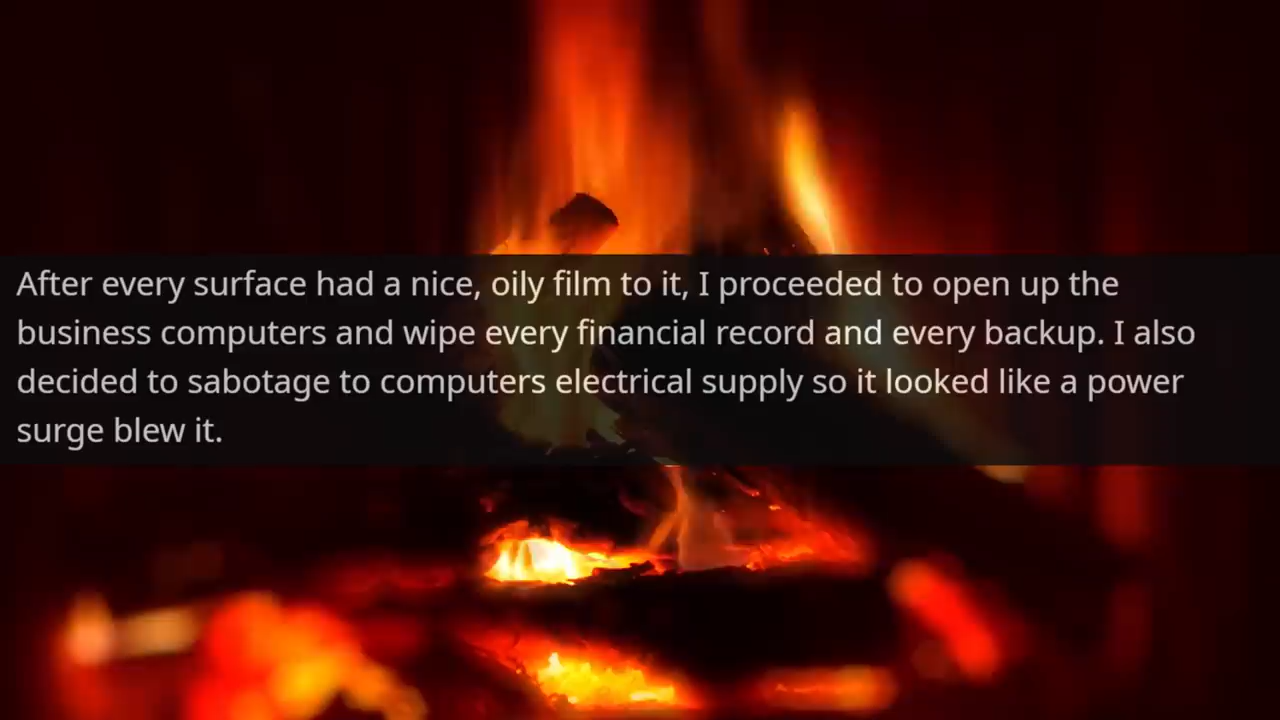 After every surface had a nice, oily film to it, I proceeded to open up the
business computers and wipe every financial record and every backup. I also
decided to sabotage to computers electrical supply so it looked like a power
surge blew it.